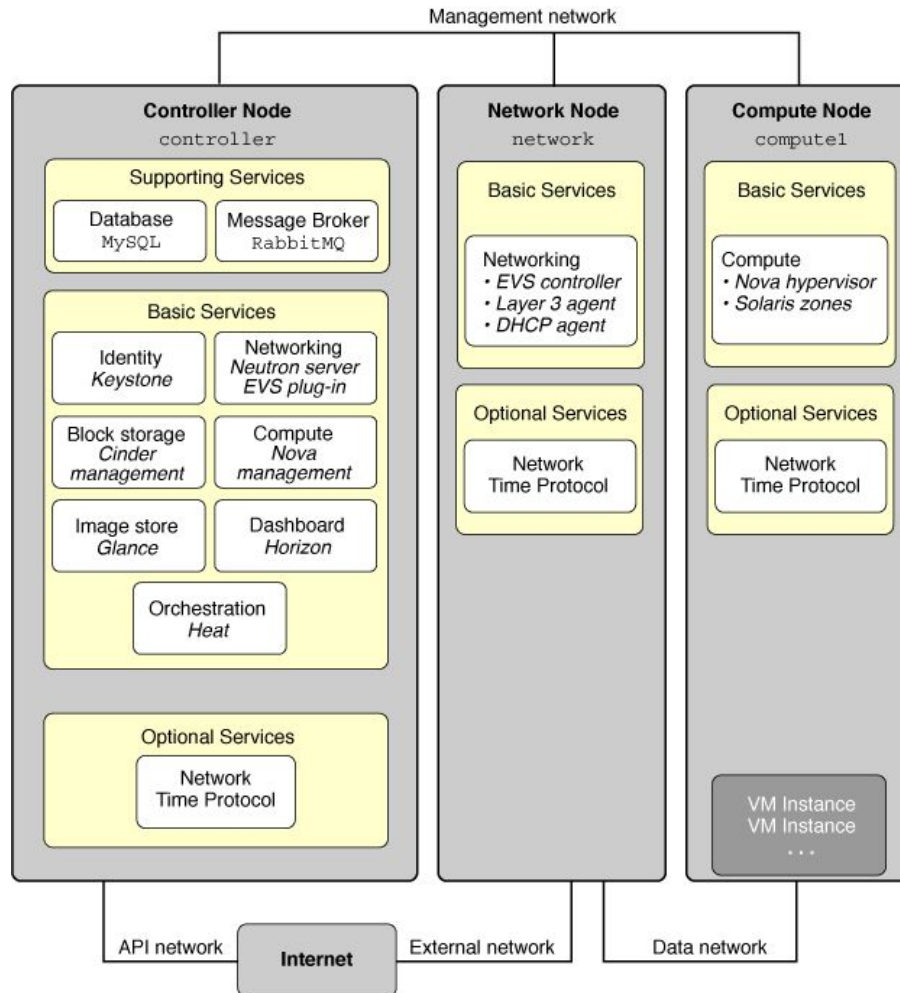 Management network
Controller Node
controller
Supporting Services
Database
MySQL
Message Broker
RabbitMQ
Basic Services
Identity
Keystone
Networking
Neutron server
EVS plug-in
Block storage
Cinder
management
Compute
Nova
management
Image store
Glance
Dashboard
Horizon
Orchestration
Heat
Optional Services
Network
Time Protocol
Network Node
network
Basic Services
Networking
• EVS controller
• Layer 3 agent
• DHCP agent
Optional Services
Network
Time Protocol
Compute Node
compute1
Basic Services
Compute
• Nova hypervisor
• Solaris zones
Optional Services
Network
Time Protocol
VM Instance
VM Instance
. . .
API network
Internet
External network
Data network